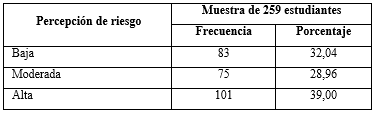 Percepción de riesgo Muestra de 259 estudiantes
Frecuencia Porcentaje
Baja 83 32,04
Moderada 75 28,96
Alta 101 39,00